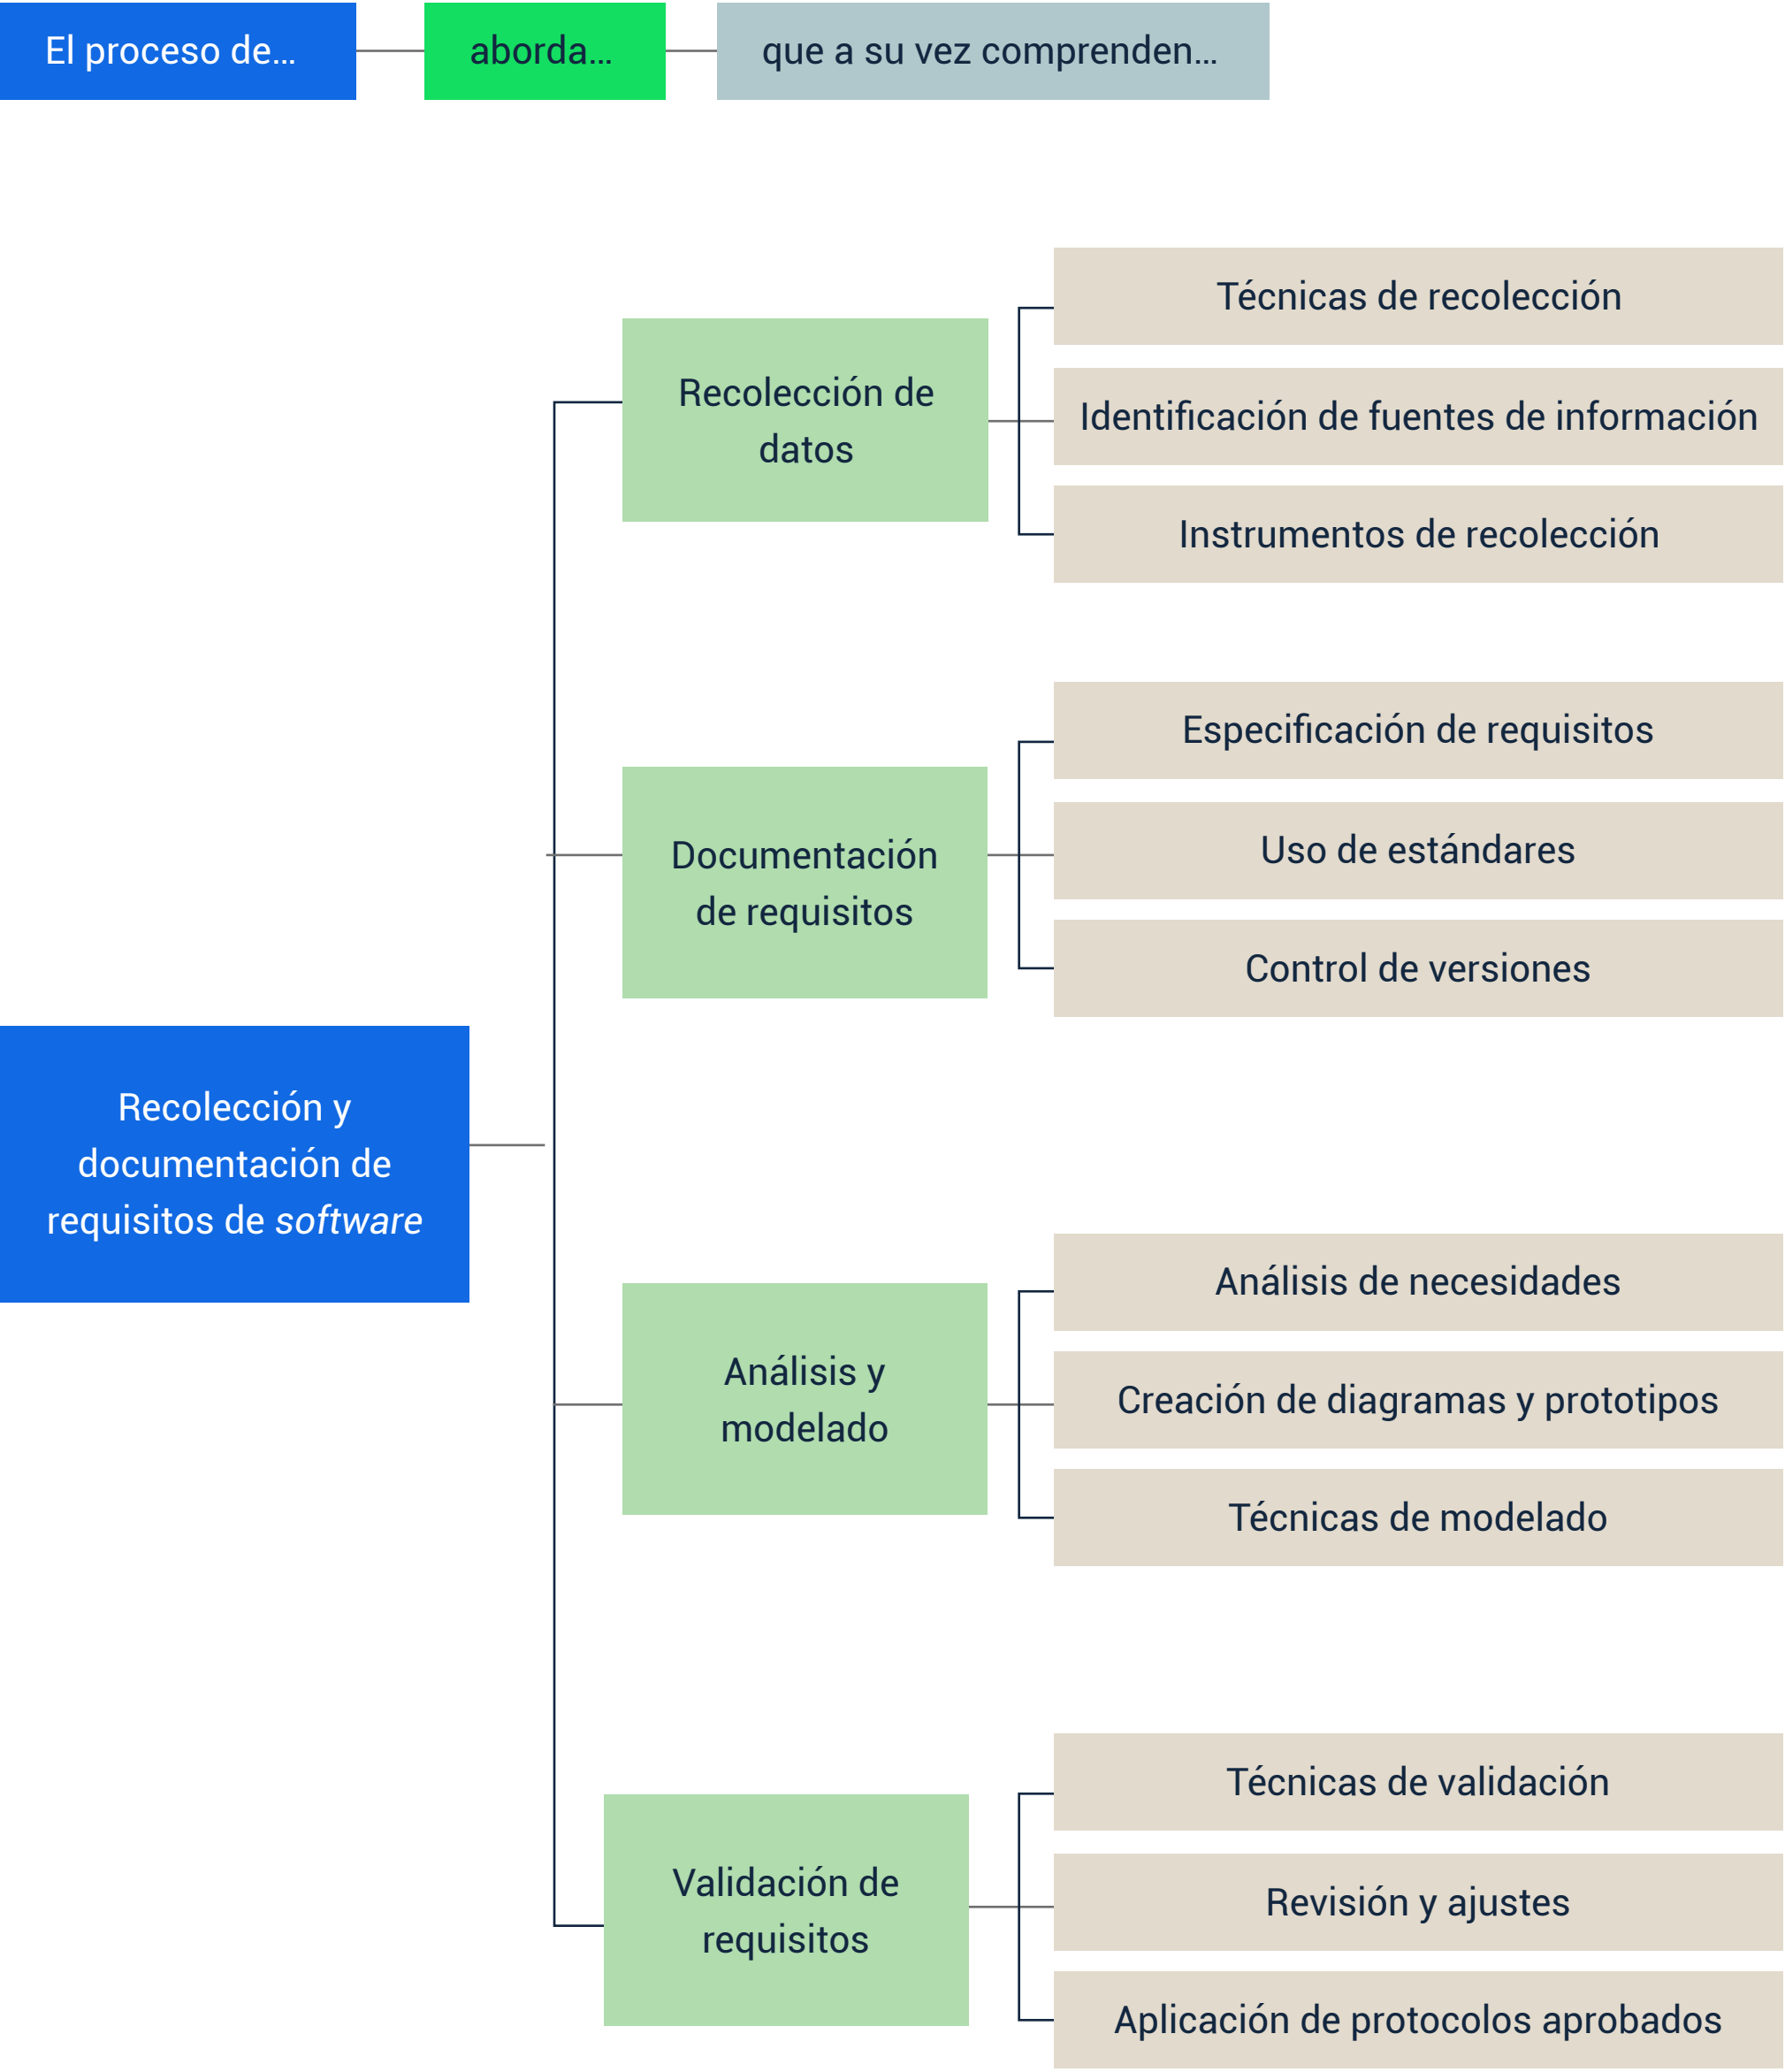 El proceso de...
aborda...
que a su vez comprenden...
Técnicas de recolección
Recolección de
datos
Identificación de fuentes de información
Instrumentos de recolección
Especificación de requisitos
Documentación
de requisitos
Uso de estándares
Control de versiones
Recolección y
documentación de
requisitos de software
Análisis de necesidades
Análisis y
modelado
Creación de diagramas y prototipos
Técnicas de modelado
Técnicas de validación
Validación de
requisitos
Revisión y ajustes
Aplicación de protocolos aprobados